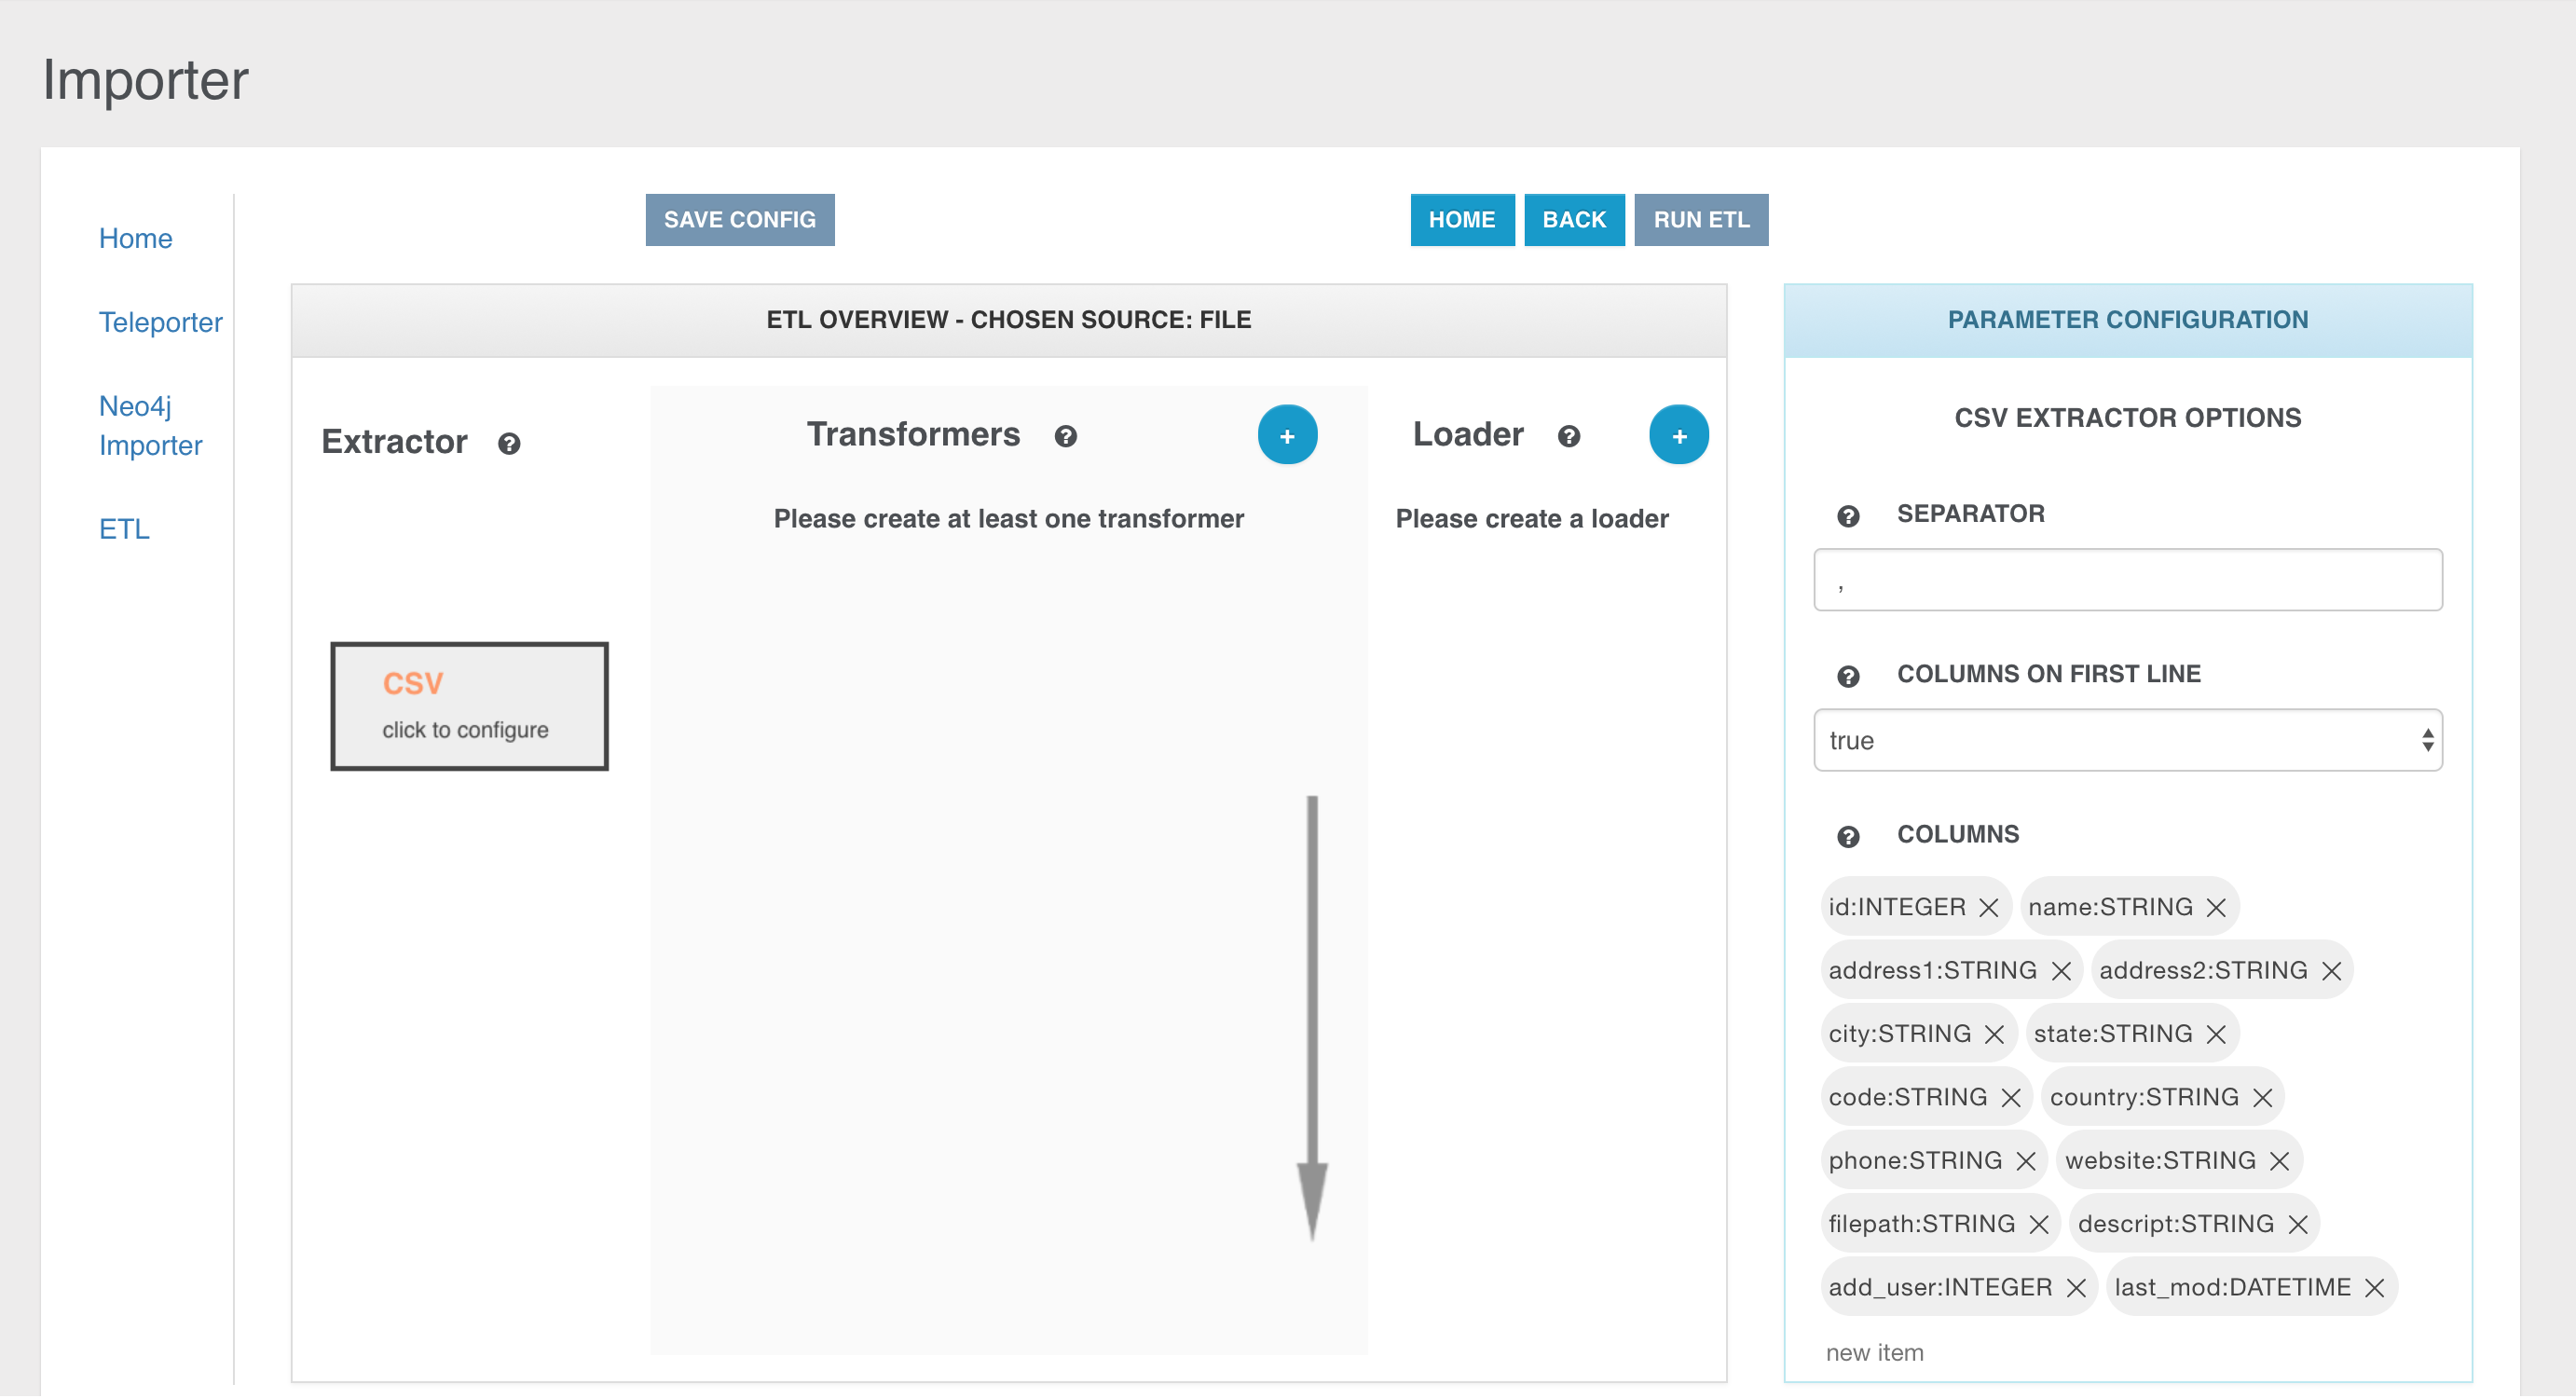 Importer
Home
Teleporter
Neo4j
Importer
ETL
SAVE CONFIG
HOME BACK RUN ETL
ETL OVERVIEW - CHOSEN SOURCE: FILE
Extractor ?
CSV
click to configure
Transformers ? +
Please create at least one transformer
Loader ? +
Please create a loader
PARAMETER CONFIGURATION
CSV EXTRACTOR OPTIONS
? SEPARATOR
,
? COLUMNS ON FIRST LINE
true
? COLUMNS
id:INTEGER × name:STRING ×
address1:STRING × address2:STRING ×
city:STRING × state:STRING ×
code:STRING × country:STRING ×
phone:STRING × website:STRING ×
filepath:STRING × descript:STRING ×
add_user:INTEGER × last_mod:DATETIME ×
new item